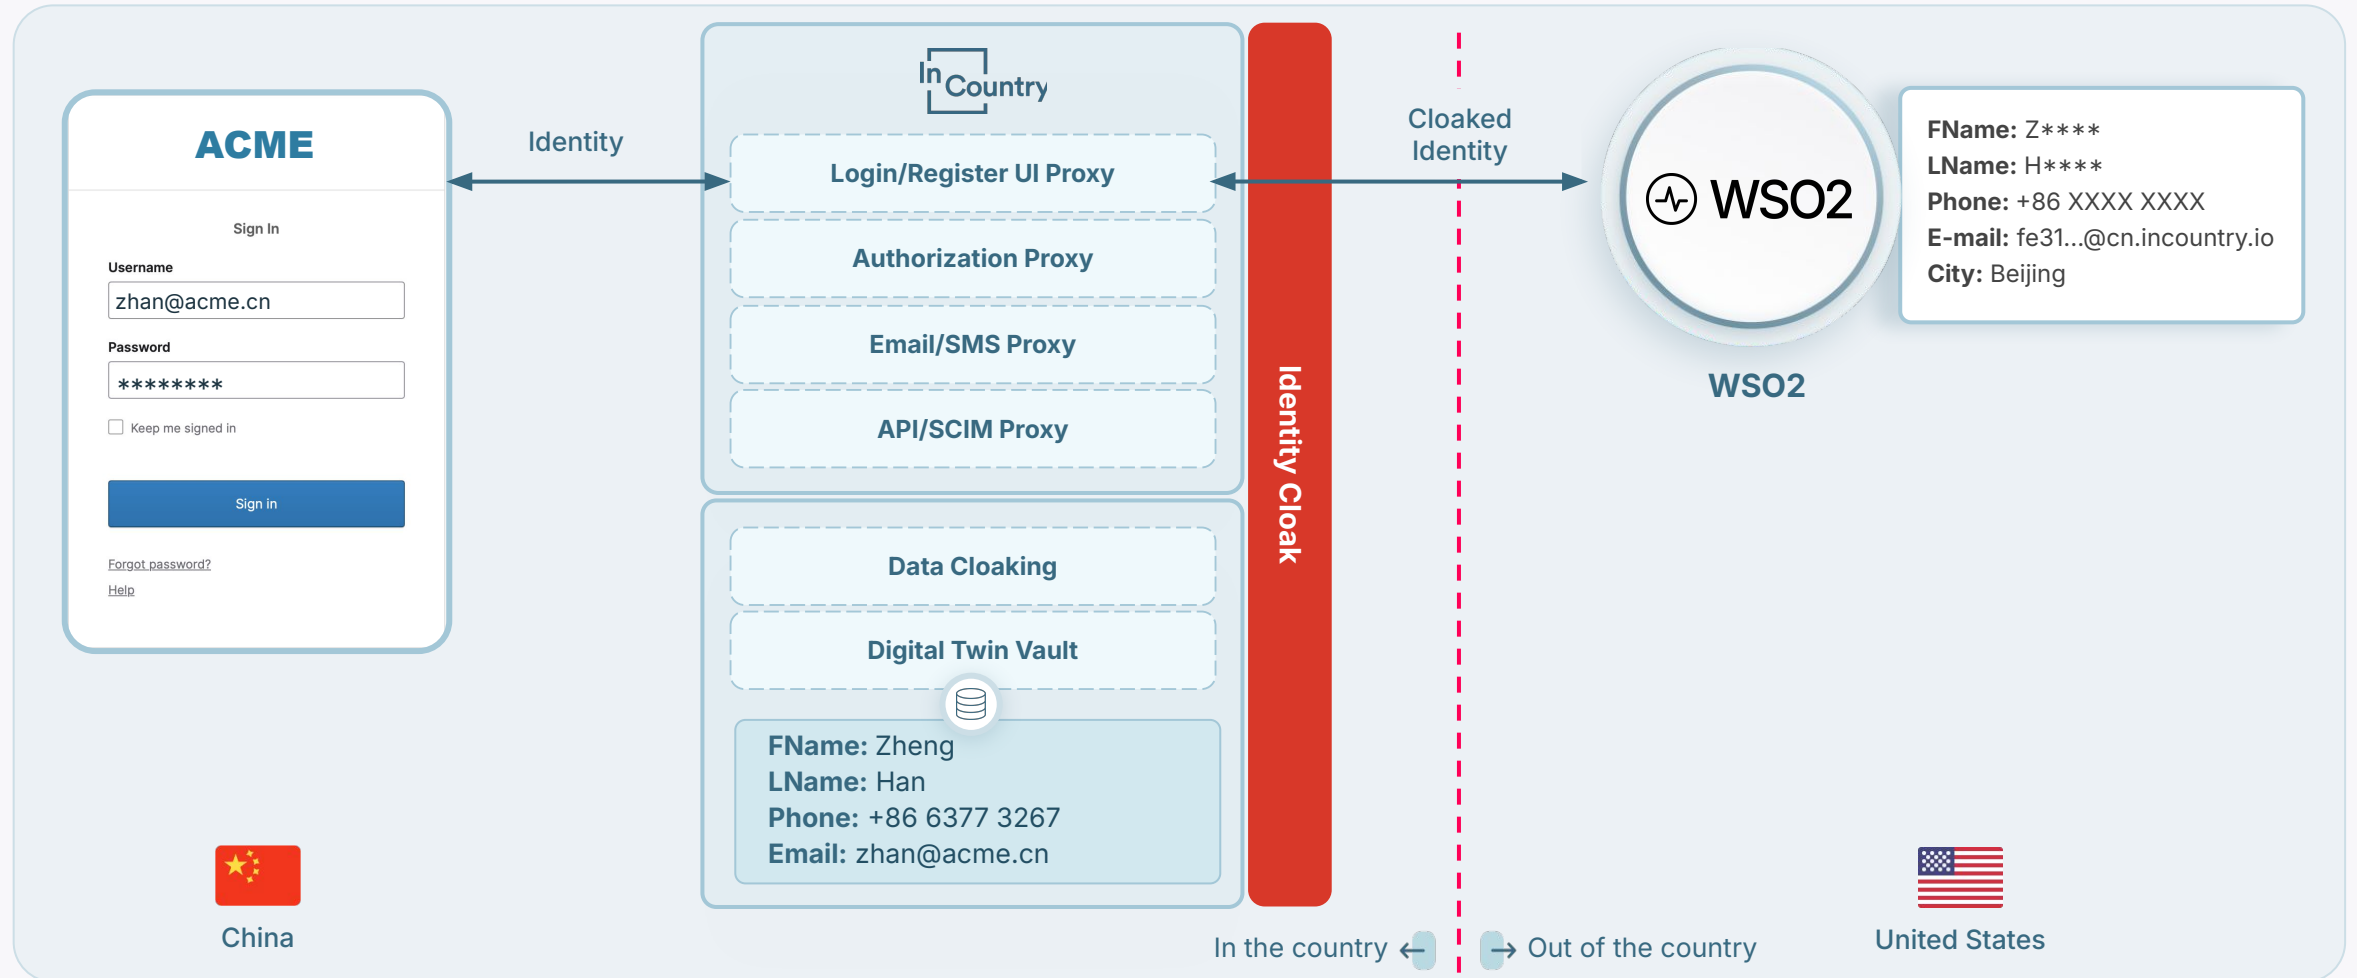 ACME
Sign In
Username
zhan@acme.cn
Password
********
Keep me signed in
Sign in
Forgot password?
Help
China
Identity
In
Country
Login/Register UI Proxy
Authorization Proxy
Email/SMS Proxy
API/SCIM Proxy
Data Cloaking
Digital Twin Vault
FName: Zheng
LName: Han
Phone: +86 6377 3267
Email: zhan@acme.cn
Identity Cloak
Cloaked
Identity
In the country
Out of the country
WSO2
WSO2
FName: Z****
LName: H****
Phone: +86 XXXX XXXX
E-mail: fe31...@cn.incountry.io
City: Beijing
United States